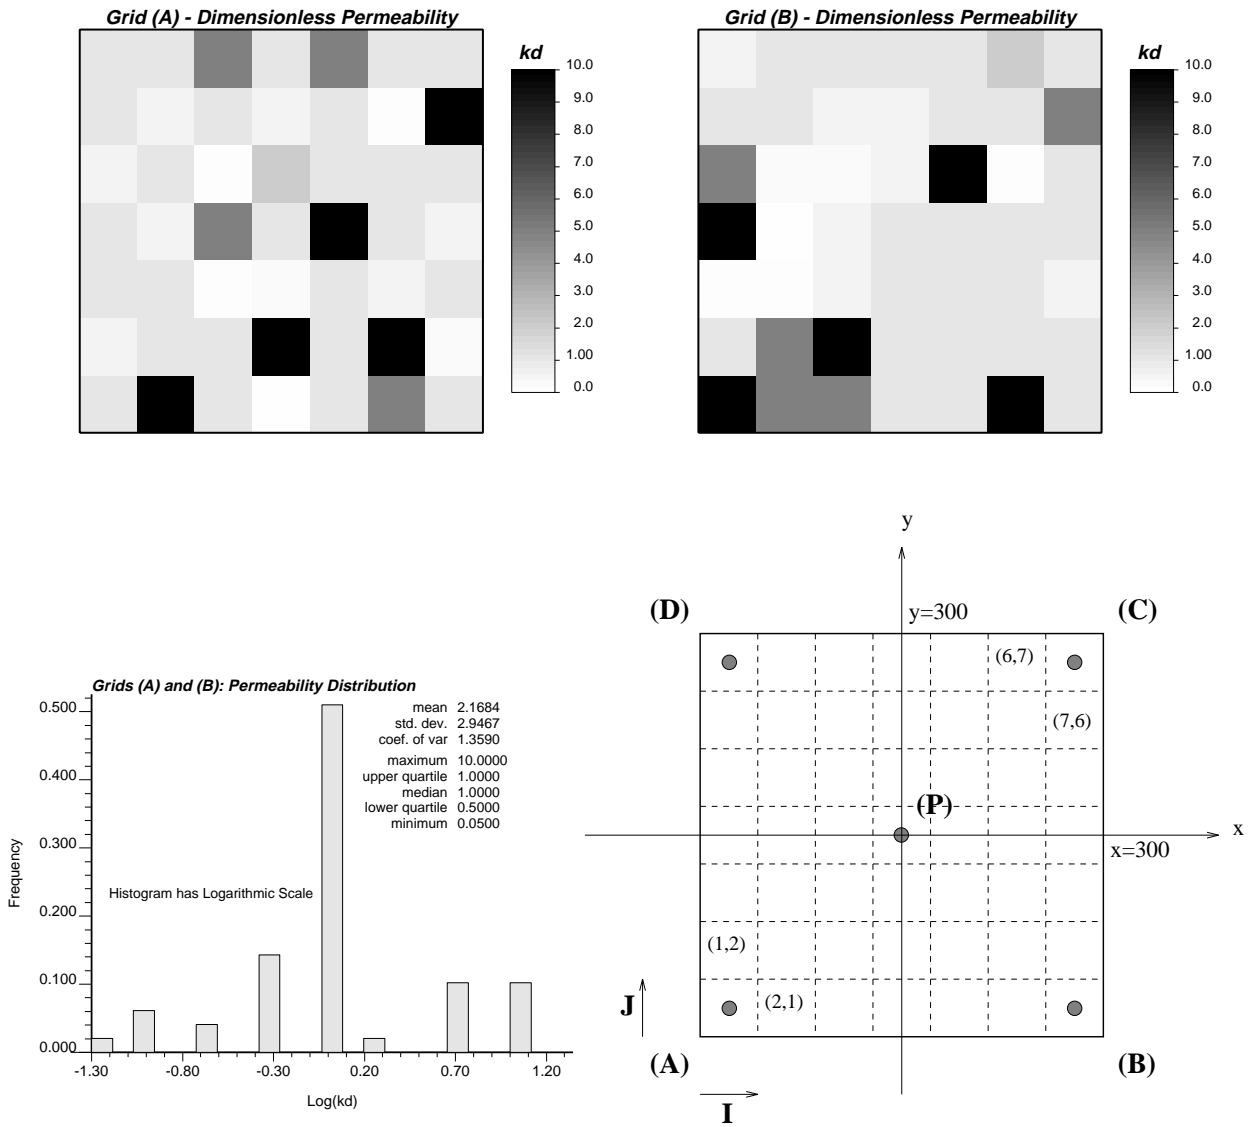 Grid (A) - Dimensionless Permeability
kd
10.0
9.0
8.0
7.0
6.0
5.0
4.0
3.0
2.0
1.00
0.0
Grid (B) - Dimensionless Permeability
kd
10.0
9.0
8.0
7.0
6.0
5.0
4.0
3.0
2.0
1.00
0.0
Grids (A) and (B): Permeability Distribution
mean 2.1684
std. dev. 2.9467
coef. of var 1.3590
maximum 10.0000
upper quartile 1.0000
median 1.0000
lower quartile 0.5000
minimum 0.0500
Histogram has Logarithmic Scale
Frequency
0.500
0.400
0.300
0.200
0.100
0.000
-1.30 -0.80 -0.30 0.20 0.70 1.20
Log(kd)
y
(D) y=300 (C)
(6,7)
(7,6)
(P)
x
x=300
(1,2)
(2,1)
J
(A) (B)
I